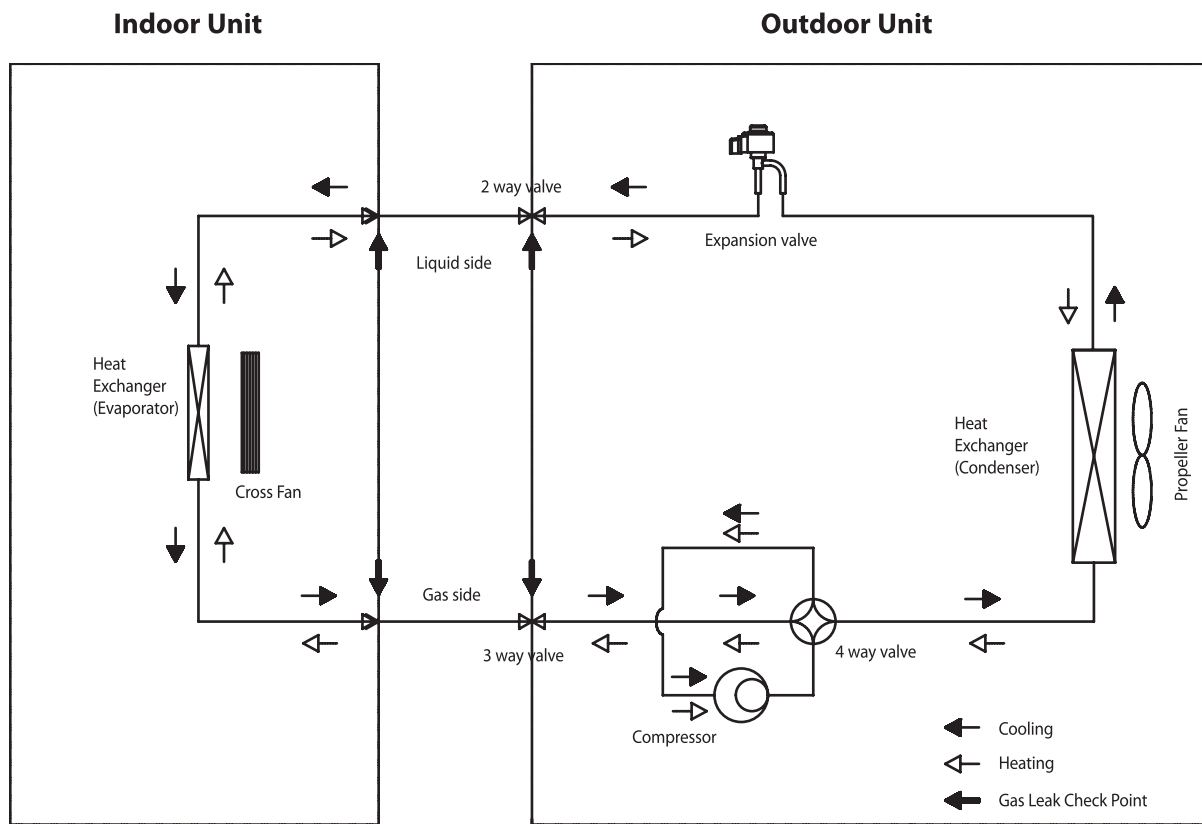 Indoor Unit
Outdoor Unit
2 way valve
Expansion valve
Liquid side
Heat
Exchanger
(Evaporator)
Cross Fan
Heat
Exchanger
(Condenser)
Propeller Fan
Gas side
3 way valve
4 way valve
Compressor
Cooling
Heating
Gas Leak Check Point